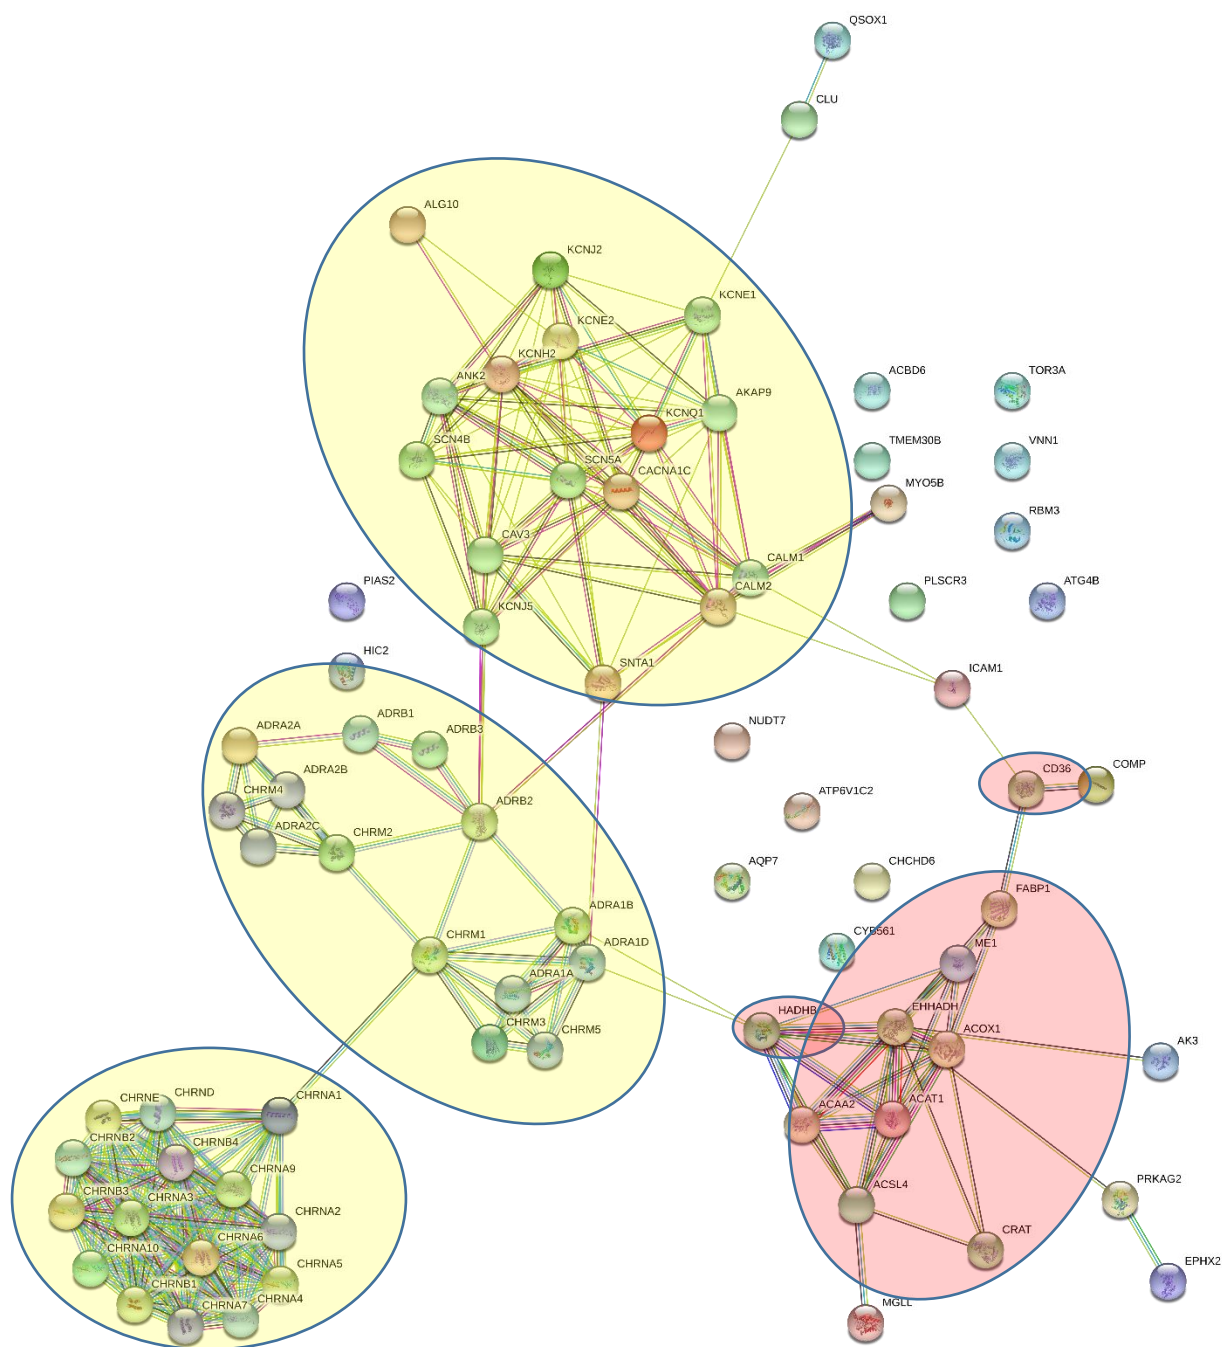 QSOX1
CLU
ALG10
KCNJ2
KCNE1
KCNE2
KCNH2
ANK2
AKAP9
KCNQ1
SCN4B
SCN5A
CACNA1C
CAV3
CALM1
CALM2
KCNJ5
SNTA1
ACBD6
TOR3A
TMEM30B
VNN1
MYO5B
RBM3
PLSCR3
ATG4B
PIAS2
HIC2
ICAM1
NUDT7
CD36
COMP
ATP6V1C2
AQP7
CHCHD6
CYB561
ADRA2A
ADRB1
ADRB3
ADRA2B
CHRM4
ADRA2C
CHRM2
ADRB2
ADRA1B
CHRM1
ADRA1D
ADRA1A
CHRM3
CHRM5
FABP1
ME1
HADHB
EHHADH
ACOX1
AK3
ACAA2
ACAT1
ACSL4
CRAT
PRKAG2
EPHX2
MGLL
CHRNE
CHRND
CHRNA1
CHRNB2
CHRNB4
CHRNA9
CHRNB3
CHRNA3
CHRNA2
CHRNA10
CHRNA6
CHRNA5
CHRNB1
CHRNA7
CHRNA4